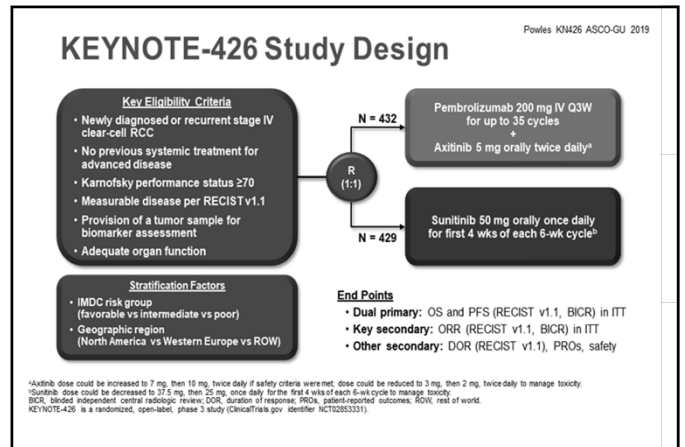 Powles KN426 ASCO-GU 2019
KEYNOTE-426 Study Design
Key Eligibility Criteria
• Newly diagnosed or recurrent stage IV
clear-cell RCC
• No previous systemic treatment for
advanced disease
• Karnofsky performance status ≥70
• Measurable disease per RECIST v1.1
• Provision of a tumor sample for
biomarker assessment
• Adequate organ function
Stratification Factors
• IMDC risk group
(favorable vs intermediate vs poor)
• Geographic region
(North America vs Western Europe vs ROW)
N = 432
R
(1:1)
N = 429
Pembrolizumab 200 mg IV Q3W
for up to 35 cycles
+
Axitinib 5 mg orally twice dailyᵃ
Sunitinib 50 mg orally once daily
for first 4 wks of each 6-wk cycleᵇ
End Points
• Dual primary: OS and PFS (RECIST v1.1, BICR) in ITT
• Key secondary: ORR (RECIST v1.1, BICR) in ITT
• Other secondary: DOR (RECIST v1.1), PROs, safety
ᵃAxitinib dose could be increased to 7 mg, then 10 mg, twice daily if safety criteria were met; dose could be reduced to 3 mg, then 2 mg, twice daily to manage toxicity.
ᵇSunitinib dose could be decreased to 37.5 mg, then 25 mg, once daily for the first 4 wks of each 6-wk cycle to manage toxicity.
BICR, blinded independent central radiologic review; DOR, duration of response; PROs, patient-reported outcomes; ROW, rest of world.
KEYNOTE-426 is a randomized, open-label, phase 3 study (ClinicalTrials.gov identifier NCT02853331).